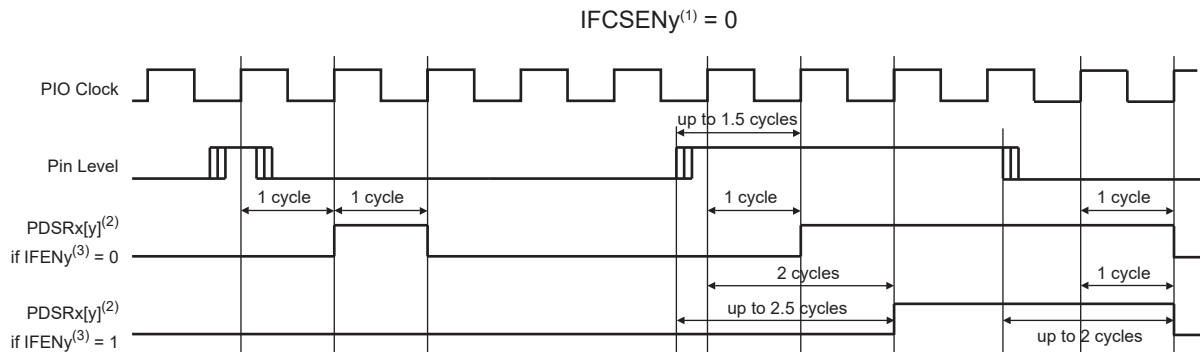 IFCSENy(1) = 0
PIO Clock
up to 1.5 cycles
Pin Level
1 cycle
1 cycle
1 cycle
1 cycle
PDSRx[y](2)
if IFENy(3) = 0
2 cycles
1 cycle
PDSRx[y](2)
if IFENy(3) = 1
up to 2.5 cycles
up to 2 cycles